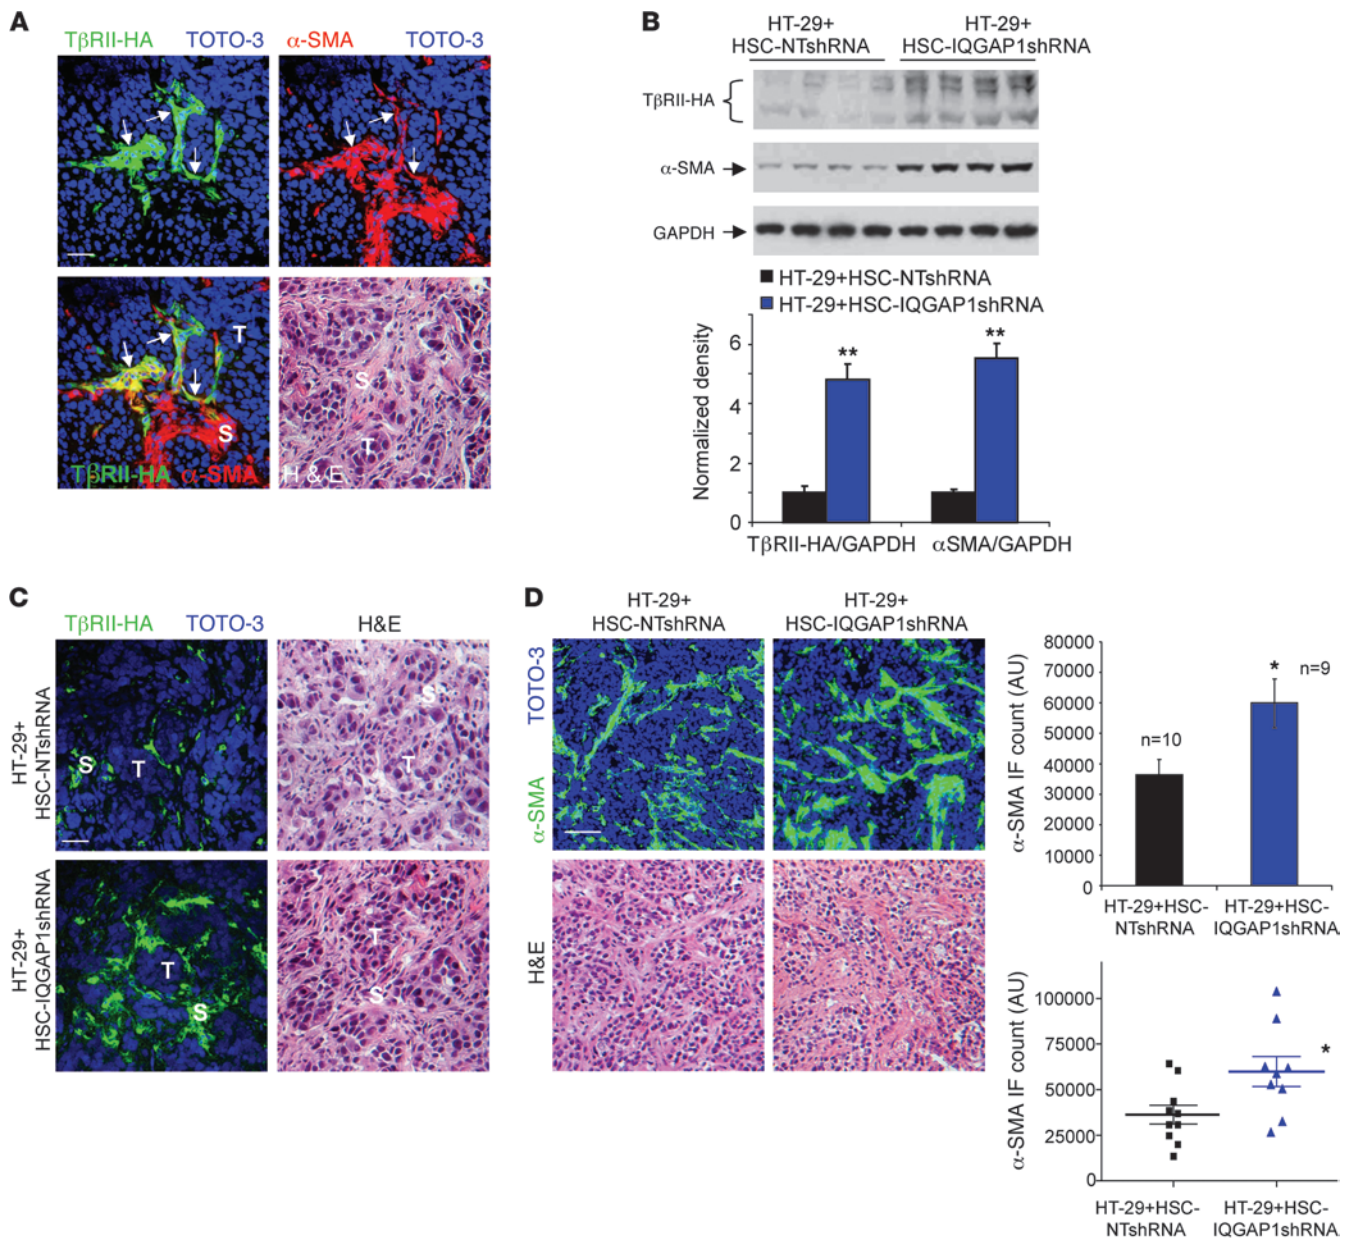 A
TβRII-HA TOTO-3 α-SMA TOTO-3
T
S
S
T
TβRII-HA α-SMA H & E
B
HT-29+
HSC-NTshRNA
HT-29+
HSC-IQGAP1shRNA
TβRII-HA
α-SMA
GAPDH
HT-29+HSC-NTshRNA
HT-29+HSC-IQGAP1shRNA
Normalized density
6
4
2
0
**
**
TβRII-HA/GAPDH αSMA/GAPDH
C
TβRII-HA TOTO-3 H&E
HT-29+
HSC-NTshRNA
S T
S
T
HT-29+
HSC-IQGAP1shRNA
T
S
T
S
D
HT-29+
HSC-NTshRNA
HT-29+
HSC-IQGAP1shRNA
α-SMA TOTO-3
H&E
α-SMA IF count (AU)
80000
70000
60000
50000
40000
30000
20000
10000
0
n=10
*
n=9
HT-29+HSC-
NTshRNA
HT-29+HSC-
IQGAP1shRNA
α-SMA IF count (AU)
100000
75000
50000
25000
0
*
HT-29+HSC-
NTshRNA
HT-29+HSC-
IQGAP1shRNA